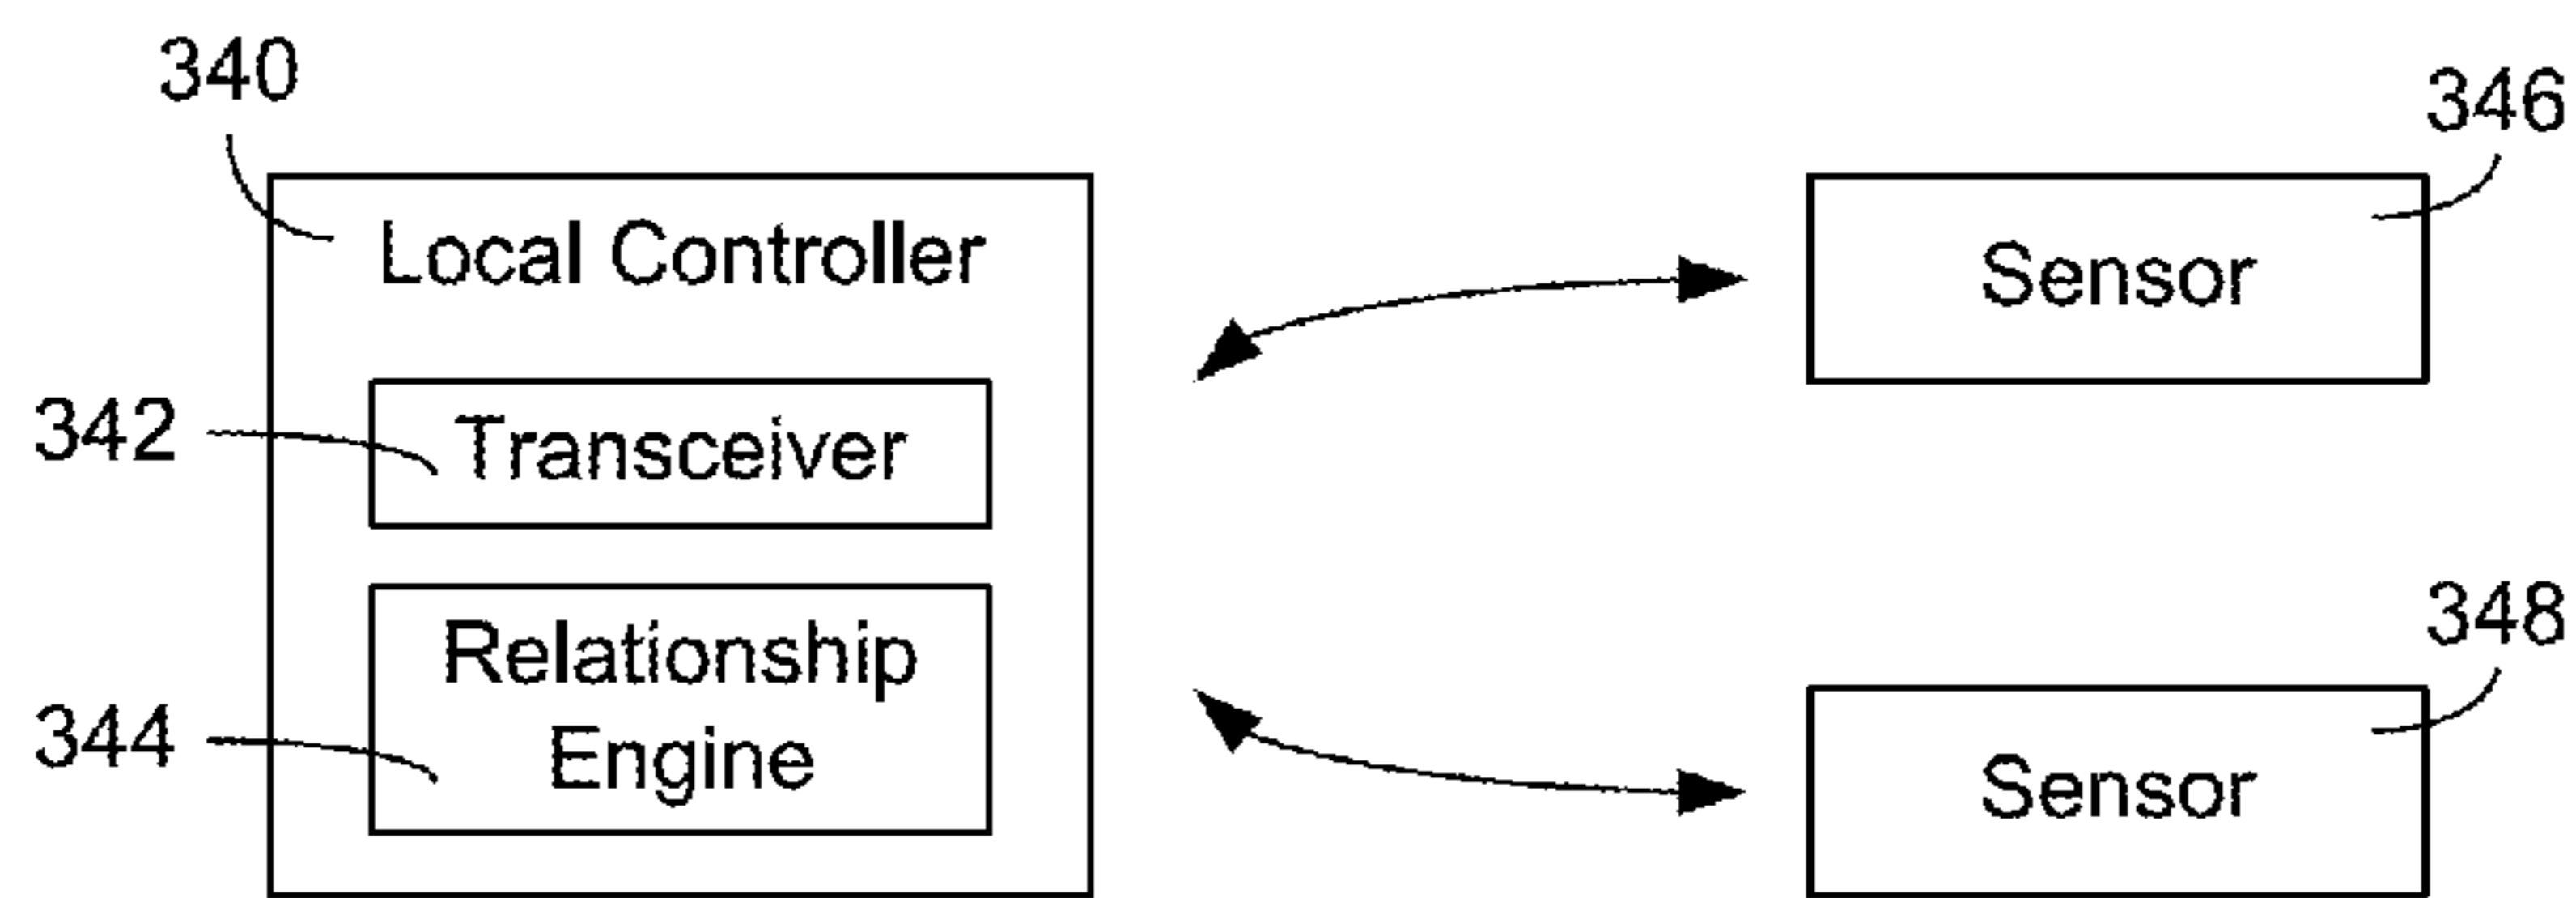 340
346
Local Controller
Sensor
342
Transceiver
348
Relationship
344
Engine
Sensor